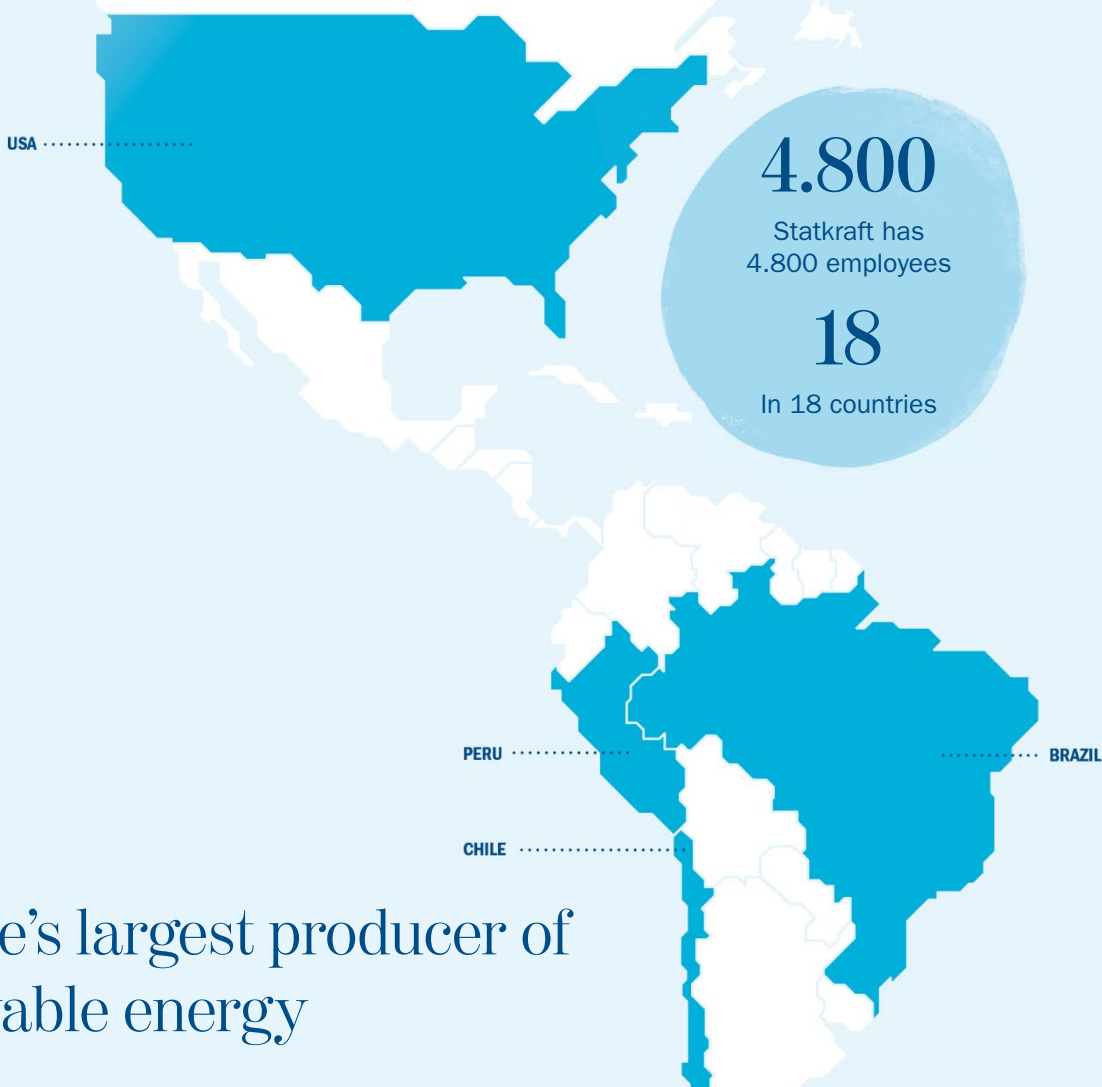 USA
4.800
Statkraft has
4.800 employees
18
In 18 countries
PERU
BRAZIL
CHILE
e’s largest producer of
able energy